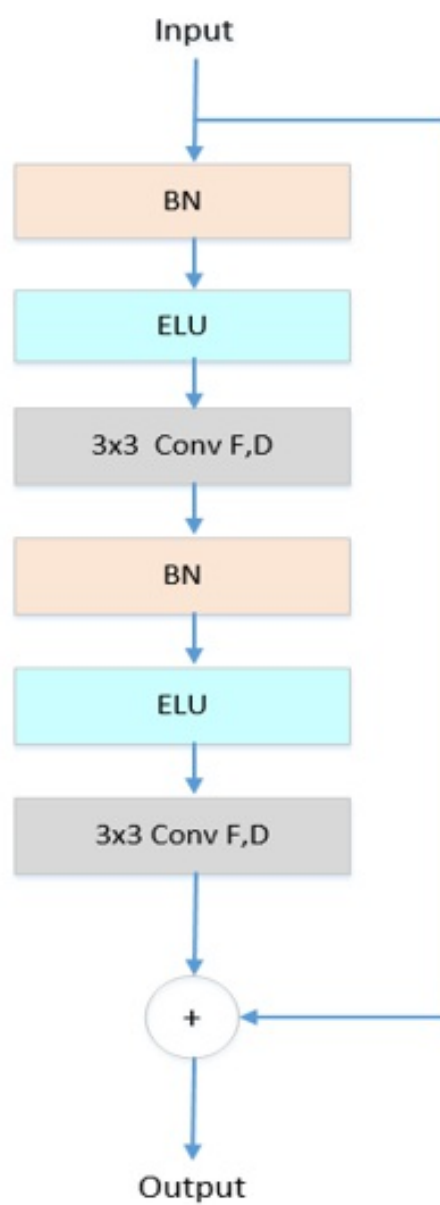 Input
BN
ELU
3x3 Conv F,D
BN
ELU
3x3 Conv F,D
+
Output